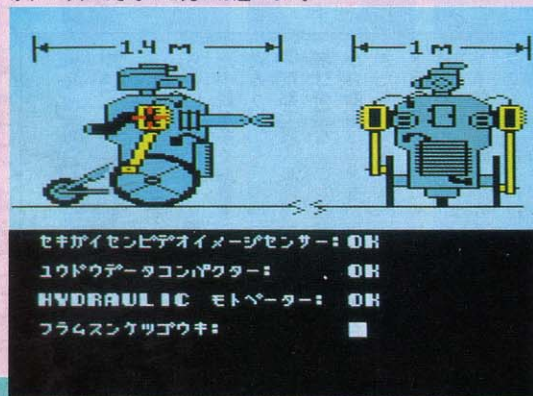 1.4 m
1 m
セキガイセンビデオイメージセンサー: OK
ユウドウデータコンパクター: OK
HYDRAULIC モトベーター: OK
フラムスンケツゴウキ: